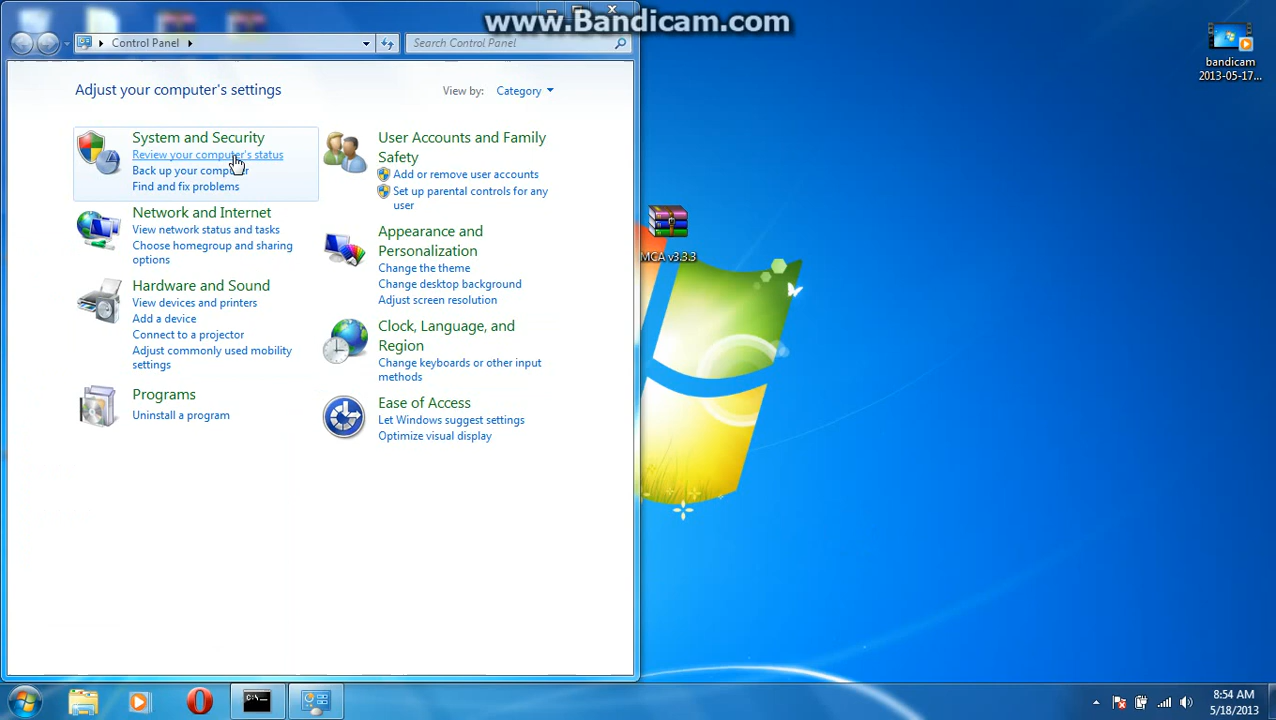 www.Bandicam.com
Control Panel
Search Control Panel
bandicam
2013-05-17...
Adjust your computer's settings
View by: Category
System and Security
Review your computer's status
Back up your computer
Find and fix problems
Network and Internet
View network status and tasks
Choose homegroup and sharing
options
Hardware and Sound
View devices and printers
Add a device
Connect to a projector
Adjust commonly used mobility
settings
Programs
Uninstall a program
User Accounts and Family
Safety
Add or remove user accounts
Set up parental controls for any
user
Appearance and
Personalization
Change the theme
Change desktop background
Adjust screen resolution
Clock, Language, and
Region
Change keyboards or other input
methods
Ease of Access
Let Windows suggest settings
Optimize visual display
MCA v3.3.3
C:\
8:54 AM
5/18/2013